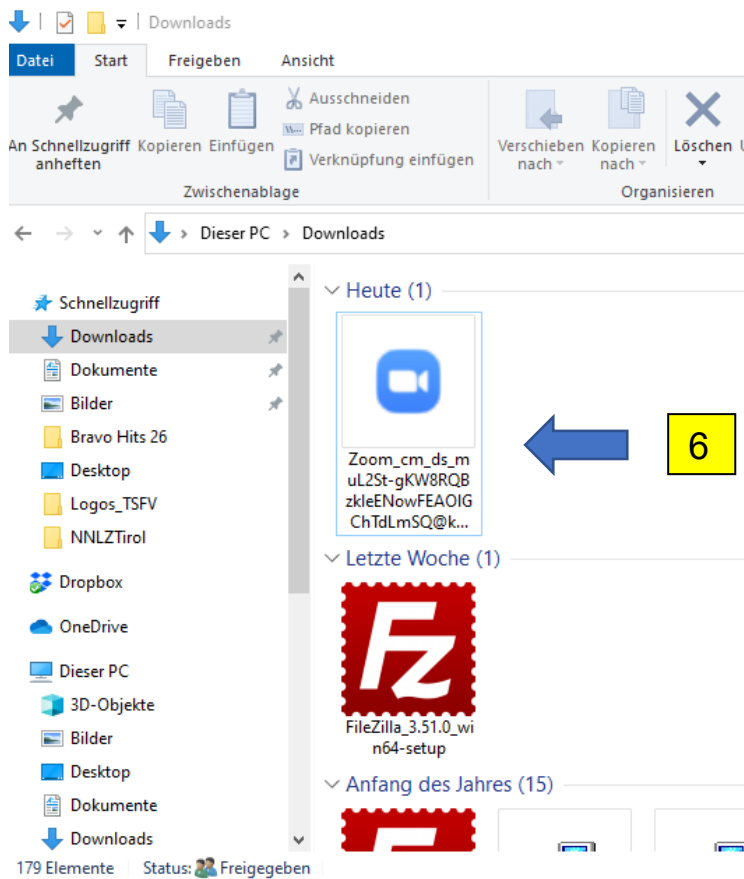 Downloads
Datei Start Freigeben Ansicht
An Schnellzugriff anheften
Kopieren
Einfügen
Ausschneiden
Pfad kopieren
Verknüpfung einfügen
Verschieben nach
Kopieren nach
Löschen
Zwischenablage
Organisieren
Dieser PC > Downloads
Schnellzugriff
Downloads
Dokumente
Bilder
Bravo Hits 26
Desktop
Logos_TSFV
NNLZTirol
Dropbox
OneDrive
Dieser PC
3D-Objekte
Bilder
Desktop
Dokumente
Downloads
Heute (1)
Zoom_cm_ds_m
uL2St-gKW8RQB
zkleENowFEAOIG
ChTdLmSQ@k...
6
Letzte Woche (1)
Fz
FileZilla_3.51.0_wi
n64-setup
Anfang des Jahres (15)
179 Elemente
Status: Freigegeben